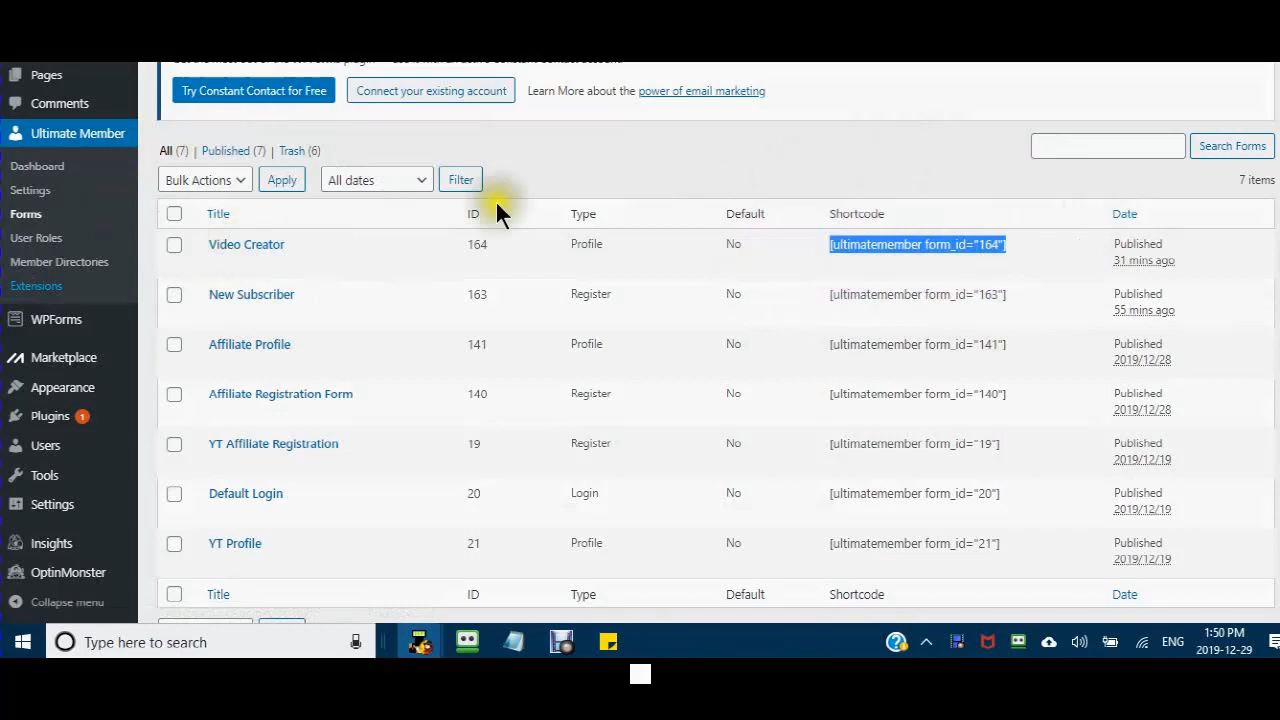 Pages
Comments
Ultimate Member
Dashboard
Settings
Forms
User Roles
Member Directories
Extensions
WPForms
Marketplace
Appearance
Plugins 1
Users
Tools
Settings
Insights
OptinMonster
Collapse menu
Try Constant Contact for Free Connect your existing account Learn More about the power of email marketing
All (7) Published (7) Trash (6)
Search Forms
Bulk Actions Apply All dates Filter 7 items
Title ID Type Default Shortcode Date
Video Creator 164 Profile No [ultimatemember form_id="164"] Published
31 mins ago
New Subscriber 163 Register No [ultimatemember form_id="163"] Published
55 mins ago
Affiliate Profile 141 Profile No [ultimatemember form_id="141"] Published
2019/12/28
Affiliate Registration Form 140 Register No [ultimatemember form_id="140"] Published
2019/12/28
YT Affiliate Registration 19 Register No [ultimatemember form_id="19"] Published
2019/12/19
Default Login 20 Login No [ultimatemember form_id="20"] Published
2019/12/19
YT Profile 21 Profile No [ultimatemember form_id="21"] Published
2019/12/19
Title ID Type Default Shortcode Date
Type here to search
ENG
1:50 PM
2019-12-29